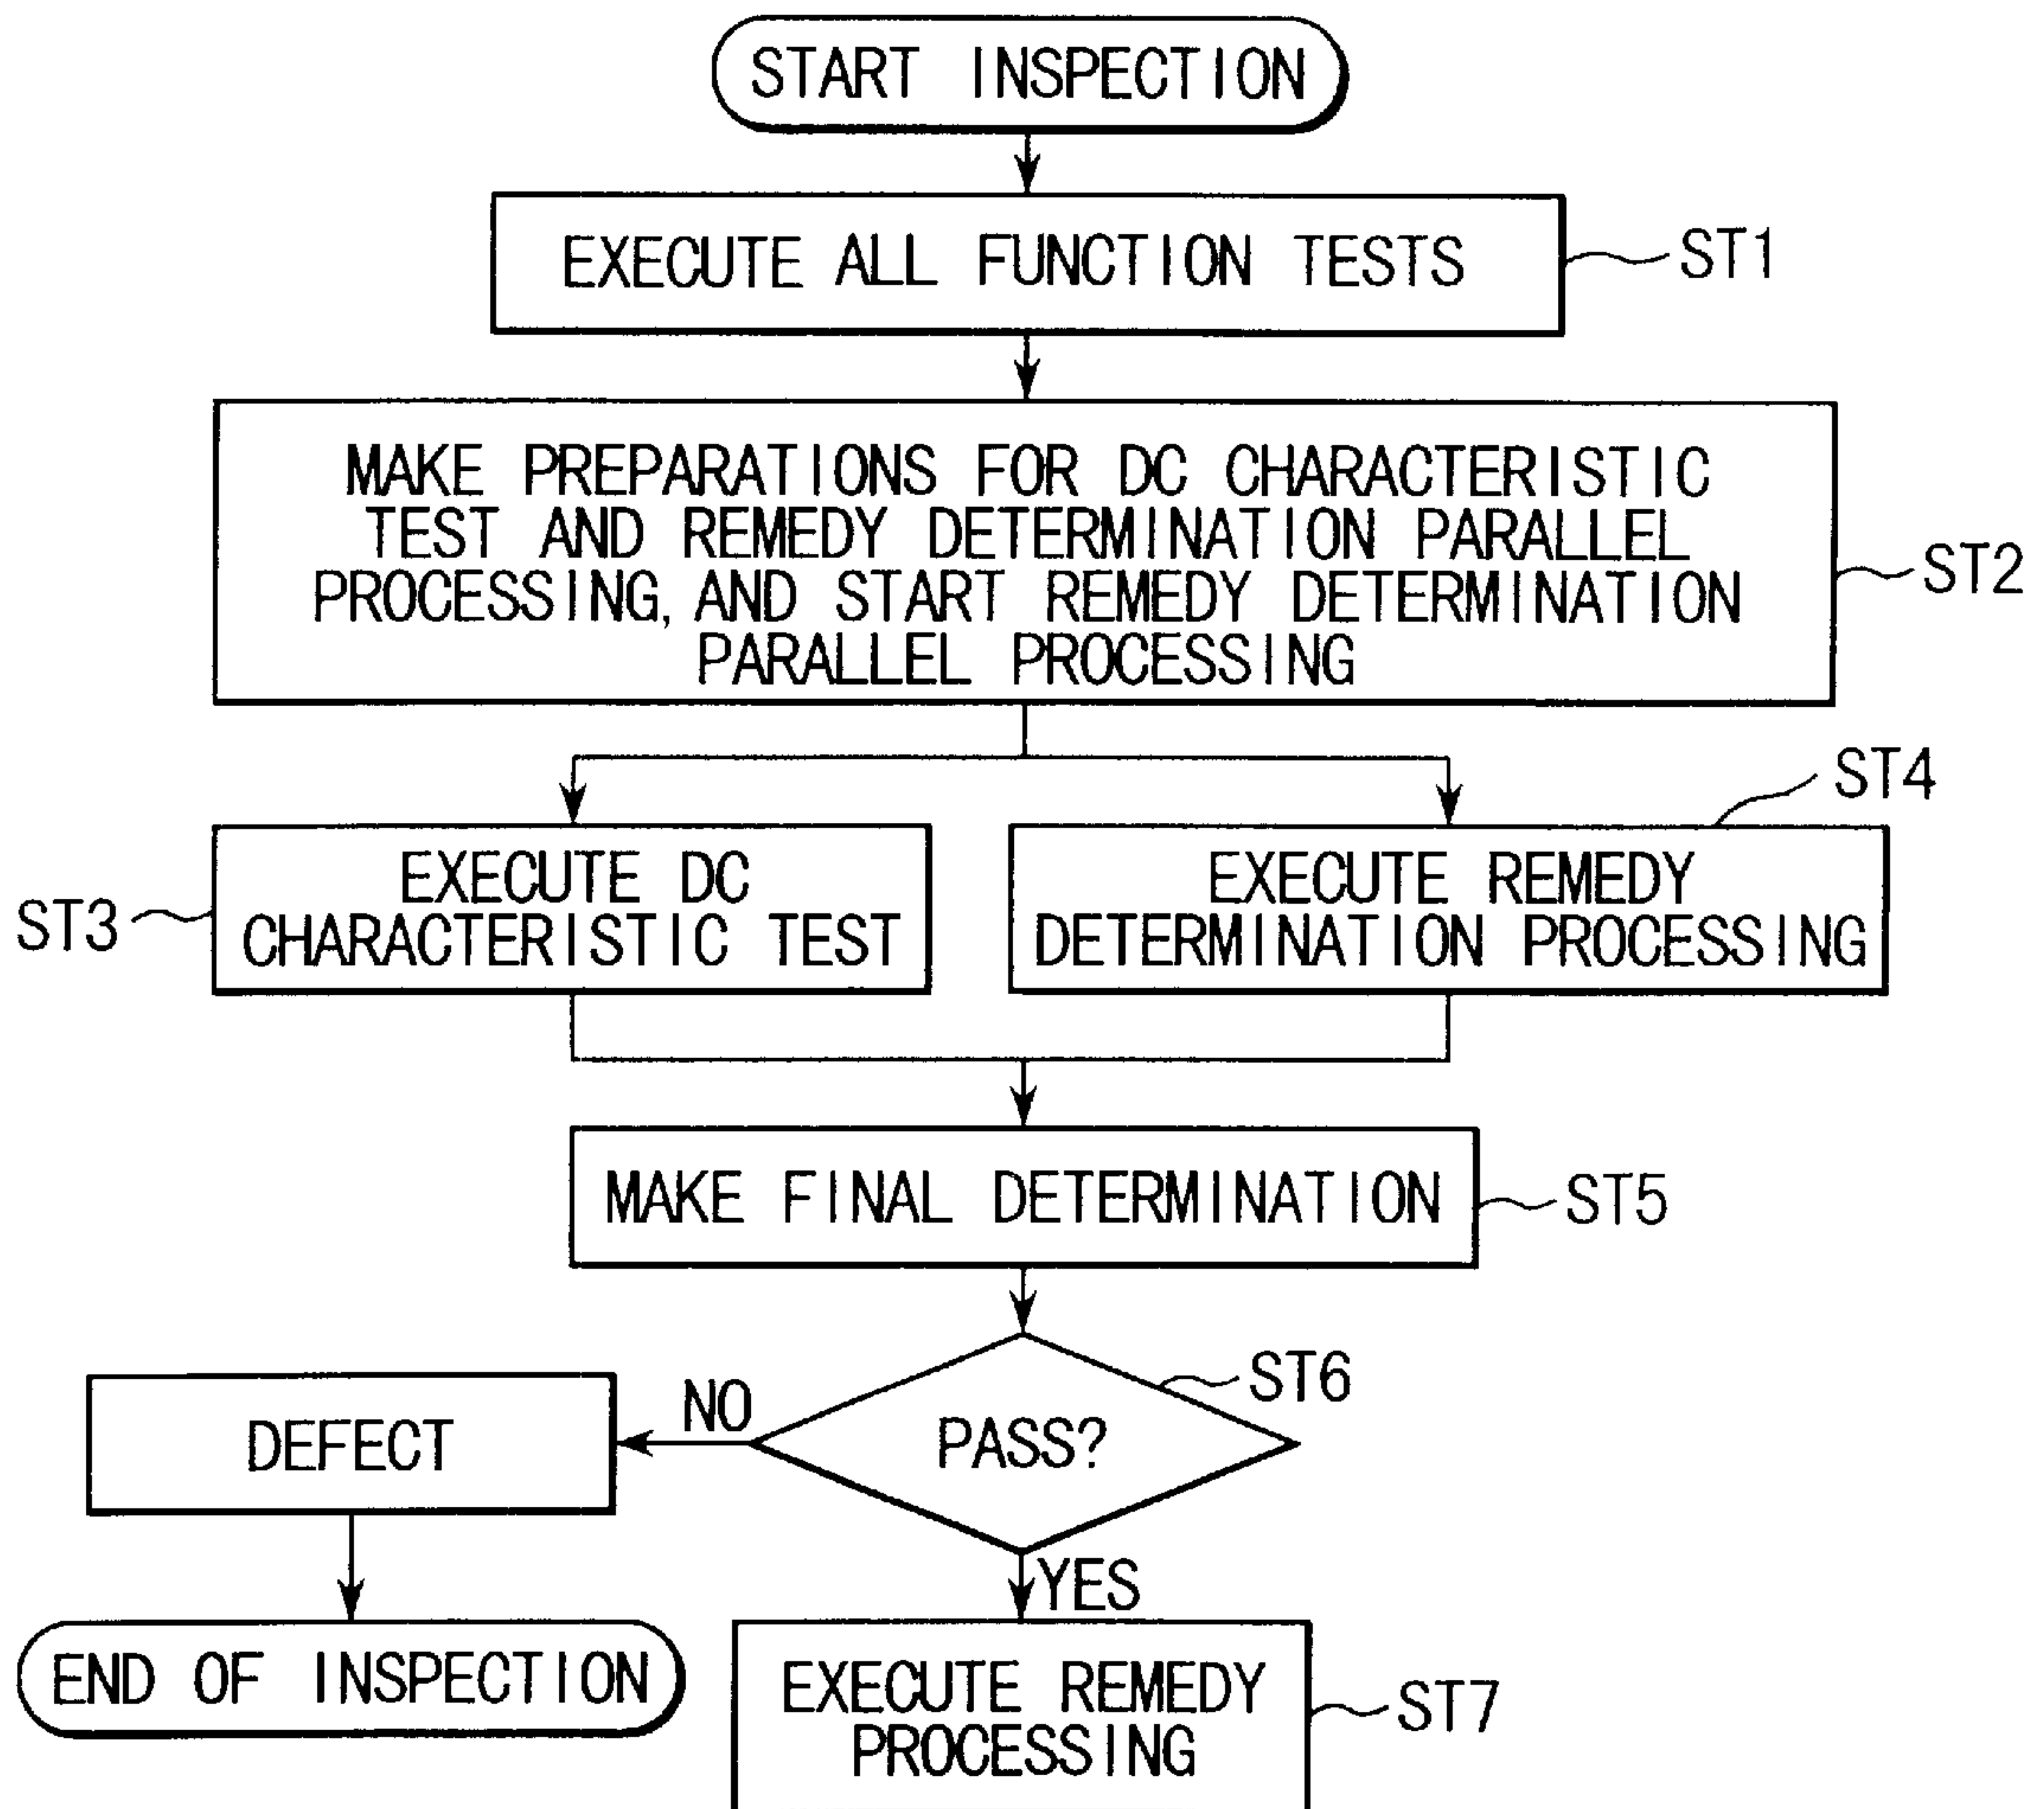 START INSPECTION
EXECUTE ALL FUNCTION TESTS
ST1
MAKE PREPARATIONS FOR DC CHARACTERISTIC
TEST AND REMEDY DETERMINATION PARALLEL
PROCESSING, AND START REMEDY DETERMINATION
PARALLEL PROCESSING
ST2
ST3
EXECUTE DC
CHARACTERISTIC TEST
ST4
EXECUTE REMEDY
DETERMINATION PROCESSING
MAKE FINAL DETERMINATION
ST5
ST6
PASS?
NO
DEFECT
YES
END OF INSPECTION
EXECUTE REMEDY
PROCESSING
ST7